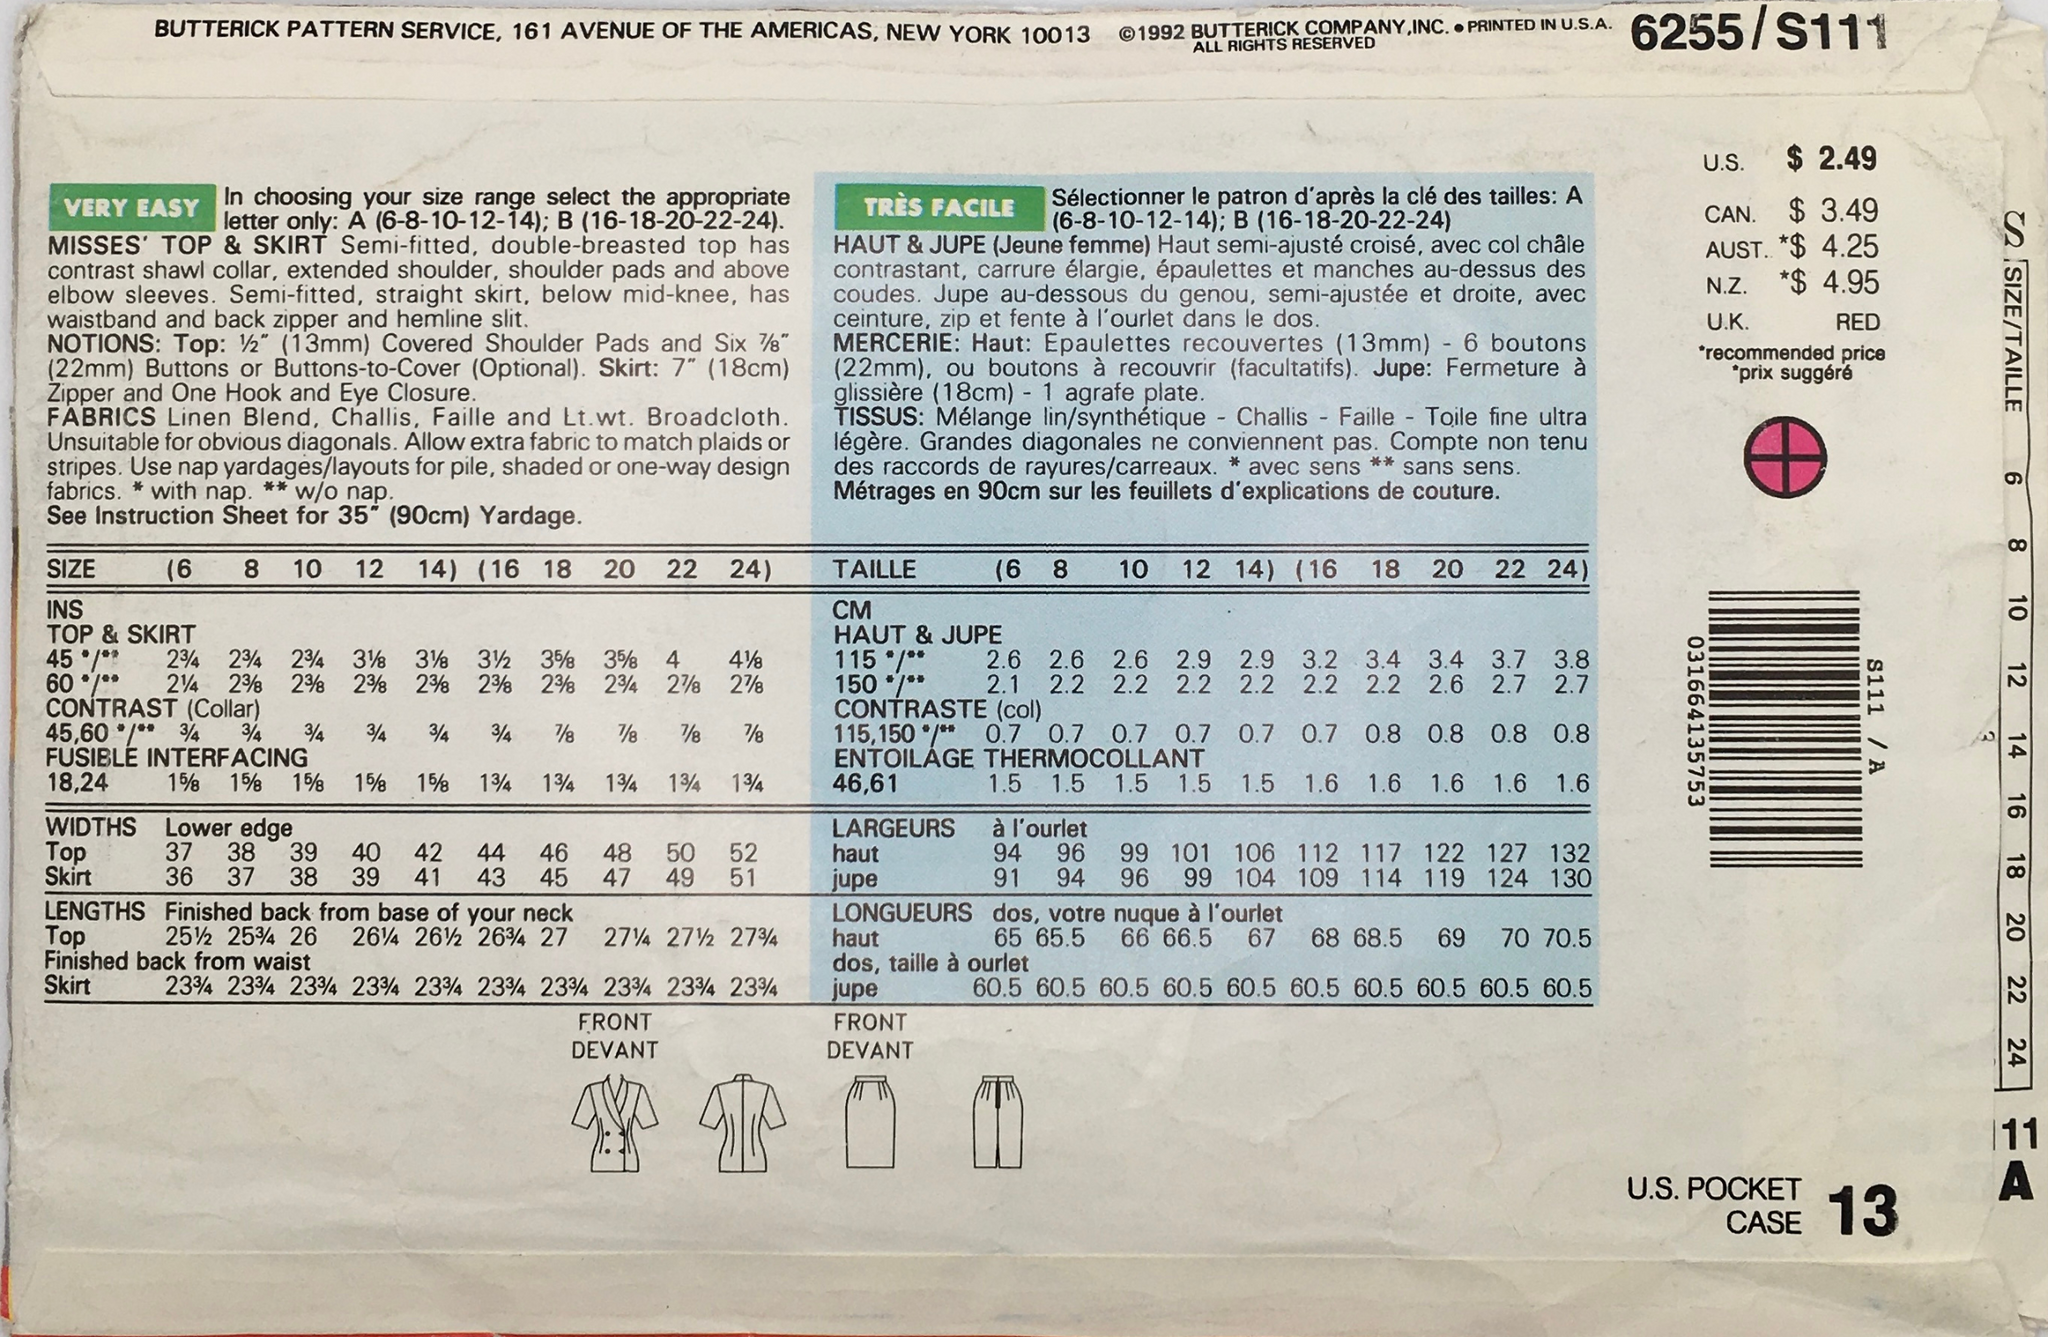 BUTTERICK PATTERN SERVICE, 161 AVENUE OF THE AMERICAS, NEW YORK 10013 ©1992 BUTTERICK COMPANY,INC. • PRINTED IN U.S.A. 6255/S111
ALL RIGHTS RESERVED
VERY EASY In choosing your size range select the appropriate
letter only: A (6-8-10-12-14); B (16-18-20-22-24).
MISSES' TOP & SKIRT Semi-fitted, double-breasted top has
contrast shawl collar, extended shoulder, shoulder pads and above
elbow sleeves. Semi-fitted, straight skirt, below mid-knee, has
waistband and back zipper and hemline slit.
NOTIONS: Top: ½" (13mm) Covered Shoulder Pads and Six ⅞"
(22mm) Buttons or Buttons-to-Cover (Optional). Skirt: 7" (18cm)
Zipper and One Hook and Eye Closure.
FABRICS Linen Blend, Challis, Faille and Lt.wt. Broadcloth.
Unsuitable for obvious diagonals. Allow extra fabric to match plaids or
stripes. Use nap yardages/layouts for pile, shaded or one-way design
fabrics. * with nap. ** w/o nap.
See Instruction Sheet for 35" (90cm) Yardage.
SIZE (6 8 10 12 14) (16 18 20 22 24)
INS
TOP & SKIRT
45 */** 2¾ 2¾ 2¾ 3⅛ 3⅛ 3½ 3⅝ 3⅝ 4 4⅛
60 */** 2¼ 2⅜ 2⅜ 2⅜ 2⅜ 2⅜ 2⅜ 2¾ 2⅞ 2⅞
CONTRAST (Collar)
45,60 */** ¾ ¾ ¾ ¾ ¾ ¾ ⅞ ⅞ ⅞ ⅞
FUSIBLE INTERFACING
18,24 1⅝ 1⅝ 1⅝ 1⅝ 1⅝ 1¾ 1¾ 1¾ 1¾ 1¾
WIDTHS Lower edge
Top 37 38 39 40 42 44 46 48 50 52
Skirt 36 37 38 39 41 43 45 47 49 51
LENGTHS Finished back from base of your neck
Top 25½ 25¾ 26 26¼ 26½ 26¾ 27 27¼ 27½ 27¾
Finished back from waist
Skirt 23¾ 23¾ 23¾ 23¾ 23¾ 23¾ 23¾ 23¾ 23¾ 23¾
TRÈS FACILE Sélectionner le patron d'après la clé des tailles: A
(6-8-10-12-14); B (16-18-20-22-24)
HAUT & JUPE (Jeune femme) Haut semi-ajusté croisé, avec col châle
contrastant, carrure élargie, épaulettes et manches au-dessus des
coudes. Jupe au-dessous du genou, semi-ajustée et droite, avec
ceinture, zip et fente à l'ourlet dans le dos.
MERCERIE: Haut: Epaulettes recouvertes (13mm) - 6 boutons
(22mm), ou boutons à recouvrir (facultatifs). Jupe: Fermeture à
glissière (18cm) - 1 agrafe plate.
TISSUS: Mélange lin/synthétique - Challis - Faille - Toile fine ultra
légère. Grandes diagonales ne conviennent pas. Compte non tenu
des raccords de rayures/carreaux. * avec sens ** sans sens.
Métrages en 90cm sur les feuillets d'explications de couture.
TAILLE (6 8 10 12 14) (16 18 20 22 24)
CM
HAUT & JUPE
115 */** 2.6 2.6 2.6 2.9 2.9 3.2 3.4 3.4 3.7 3.8
150 */** 2.1 2.2 2.2 2.2 2.2 2.2 2.2 2.6 2.7 2.7
CONTRASTE (col)
115,150 */** 0.7 0.7 0.7 0.7 0.7 0.7 0.8 0.8 0.8 0.8
ENTOILAGE THERMOCOLLANT
46,61 1.5 1.5 1.5 1.5 1.5 1.6 1.6 1.6 1.6 1.6
LARGEURS à l'ourlet
haut 94 96 99 101 106 112 117 122 127 132
jupe 91 94 96 99 104 109 114 119 124 130
LONGUEURS dos, votre nuque à l'ourlet
haut 65 65.5 66 66.5 67 68 68.5 69 70 70.5
dos, taille à ourlet
jupe 60.5 60.5 60.5 60.5 60.5 60.5 60.5 60.5 60.5 60.5
FRONT
DEVANT
FRONT
DEVANT
U.S. $ 2.49
CAN. $ 3.49
AUST. *$ 4.25
N.Z. *$ 4.95
U.K. RED
*recommended price
*prix suggéré
S111 / A
031664135753
U.S. POCKET
CASE 13
S SIZE/TAILLE 6 8 10 12 14 16 18 20 22 24
3
11
A